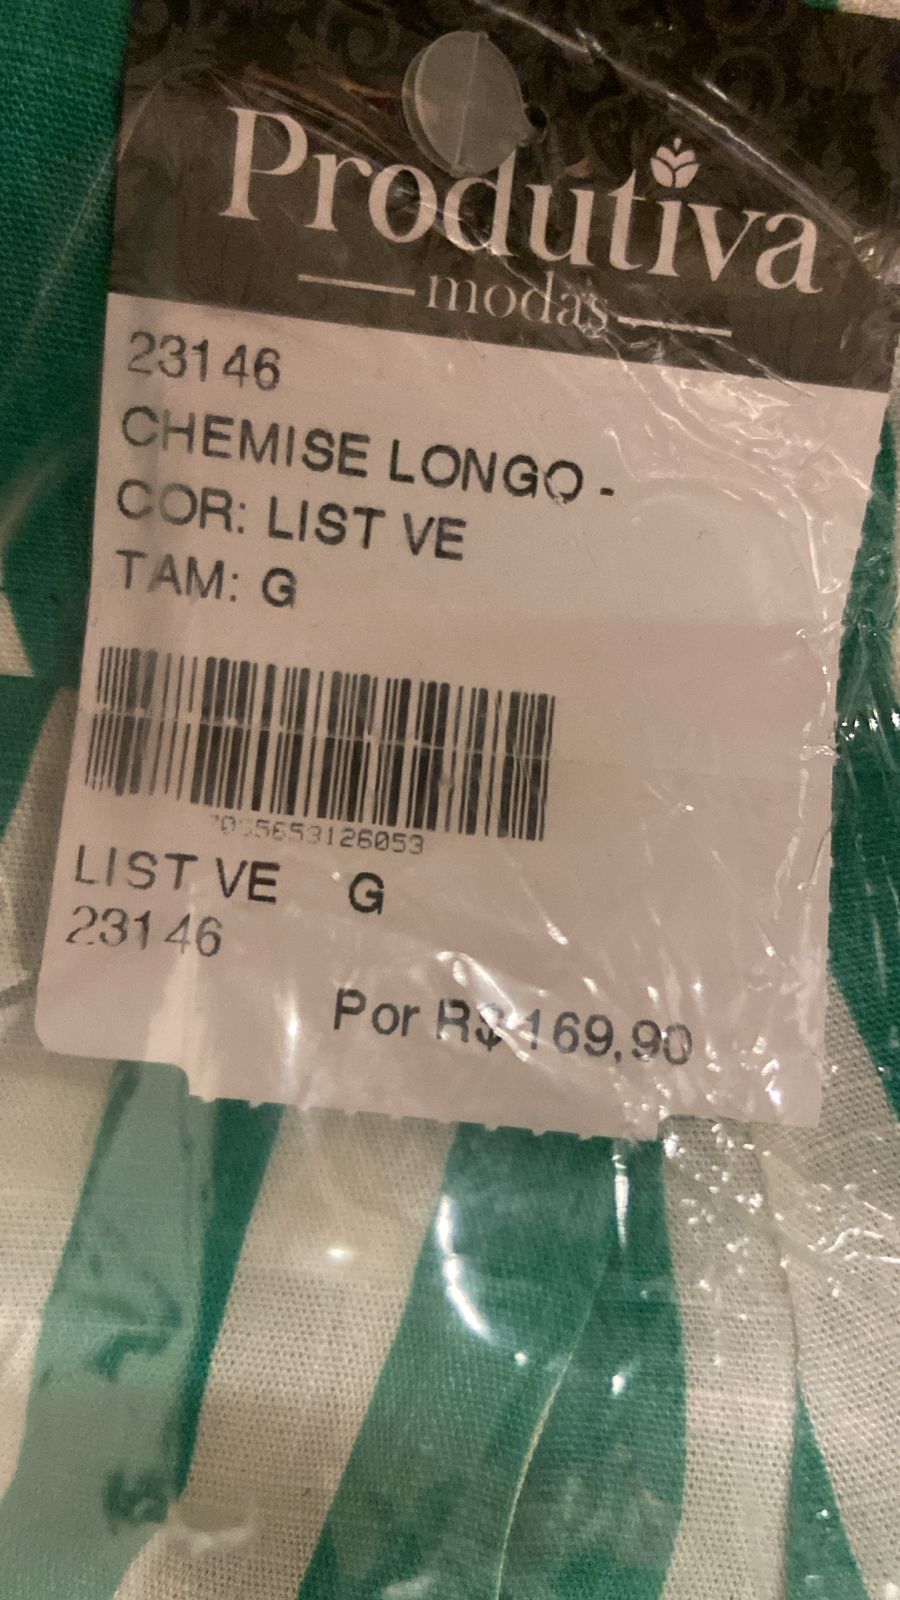 Produtiva
modas
23146
CHEMISE LONGO -
COR: LIST VE
TAM: G
LIST VE G
23146
Por R$ 169,90